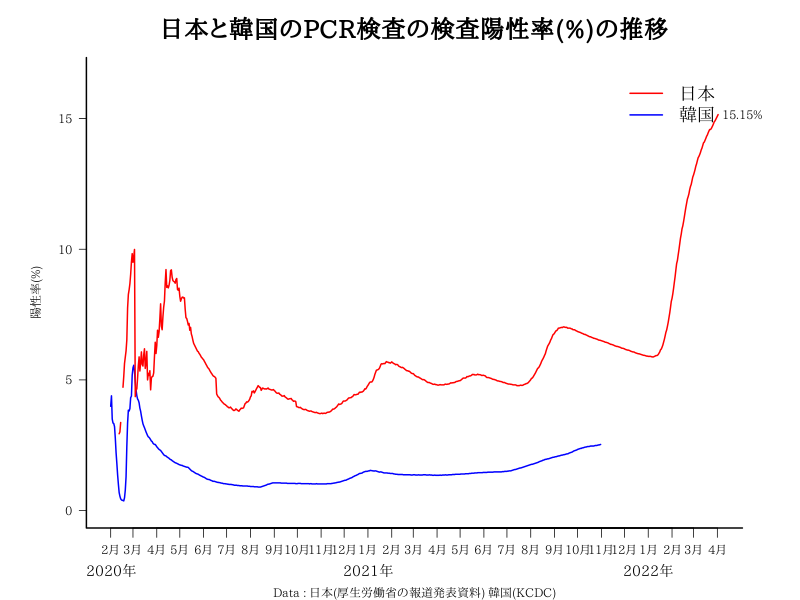 日本と韓国のPCR検査の検査陽性率(%)の推移
日本
韓国
15.15%
15
10
5
0
陽性率(%)
2月 3月 4月 5月 6月 7月 8月 9月 10月 11月 12月 1月 2月 3月 4月 5月 6月 7月 8月 9月 10月 11月 12月 1月 2月 3月 4月
2020年 2021年 2022年
Data : 日本(厚生労働省の報道発表資料) 韓国(KCDC)